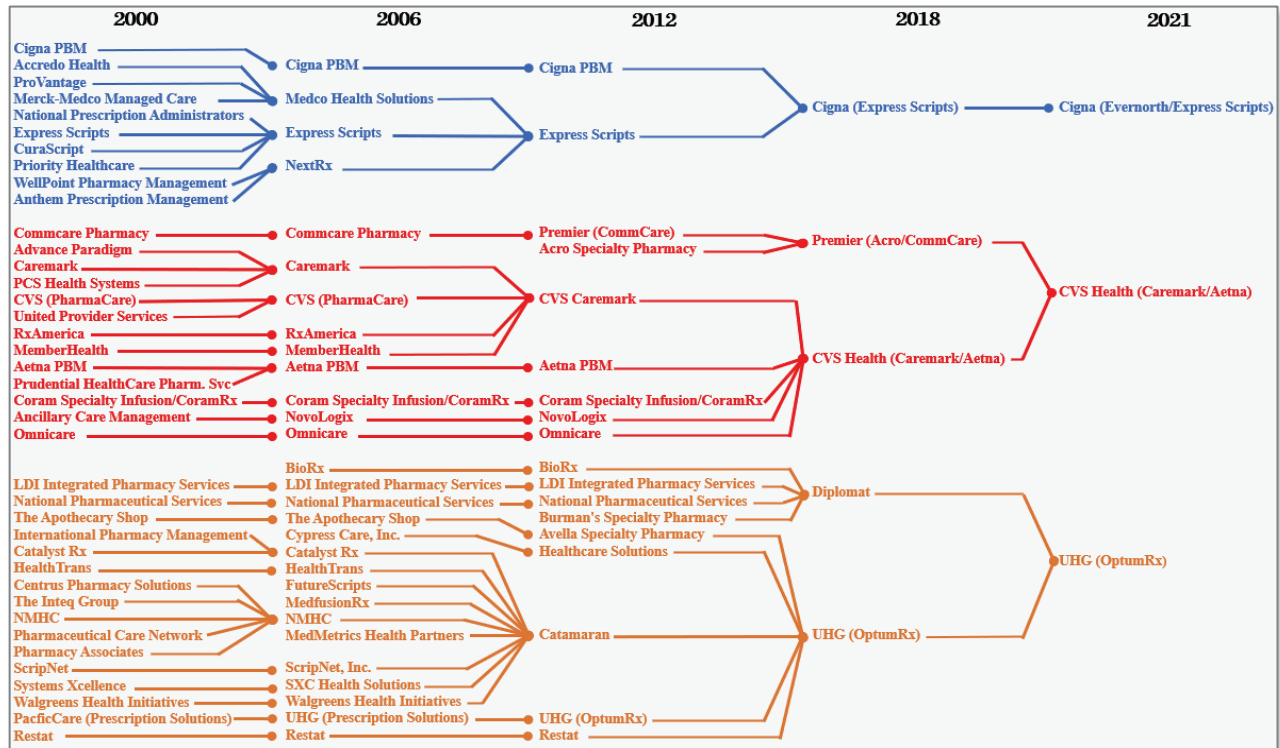 2000 2006 2012 2018 2021
Cigna PBM
Accredo Health
ProVantage
Merck-Medco Managed Care
National Prescription Administrators
Express Scripts
CuraScript
Priority Healthcare
WellPoint Pharmacy Management
Anthem Prescription Management
Cigna PBM
Medco Health Solutions
Express Scripts
NextRx
Cigna PBM
Express Scripts
Cigna (Express Scripts)
Cigna (Evernorth/Express Scripts)
Commcare Pharmacy
Advance Paradigm
Caremark
PCS Health Systems
CVS (PharmaCare)
United Provider Services
RxAmerica
MemberHealth
Aetna PBM
Prudential HealthCare Pharm. Svc
Coram Specialty Infusion/CoramRx
Ancillary Care Management
Omnicare
Commcare Pharmacy
Caremark
CVS (PharmaCare)
RxAmerica
MemberHealth
Aetna PBM
Coram Specialty Infusion/CoramRx
NovoLogix
Omnicare
Premier (CommCare)
Acro Specialty Pharmacy
CVS Caremark
Aetna PBM
Coram Specialty Infusion/CoramRx
NovoLogix
Omnicare
Premier (Acro/CommCare)
CVS Health (Caremark/Aetna)
CVS Health (Caremark/Aetna)
LDI Integrated Pharmacy Services
National Pharmaceutical Services
The Apothecary Shop
International Pharmacy Management
Catalyst Rx
HealthTrans
Centrus Pharmacy Solutions
The Inteq Group
NMHC
Pharmaceutical Care Network
Pharmacy Associates
ScripNet
Systems Xcellence
Walgreens Health Initiatives
PacficCare (Prescription Solutions)
Restat
BioRx
LDI Integrated Pharmacy Services
National Pharmaceutical Services
The Apothecary Shop
Cypress Care, Inc.
Catalyst Rx
HealthTrans
FutureScripts
MedfusionRx
NMHC
MedMetrics Health Partners
ScripNet, Inc.
SXC Health Solutions
Walgreens Health Initiatives
UHG (Prescription Solutions)
Restat
BioRx
LDI Integrated Pharmacy Services
National Pharmaceutical Services
Burman's Specialty Pharmacy
Avella Specialty Pharmacy
Healthcare Solutions
Catamaran
UHG (OptumRx)
Restat
Diplomat
UHG (OptumRx)
UHG (OptumRx)